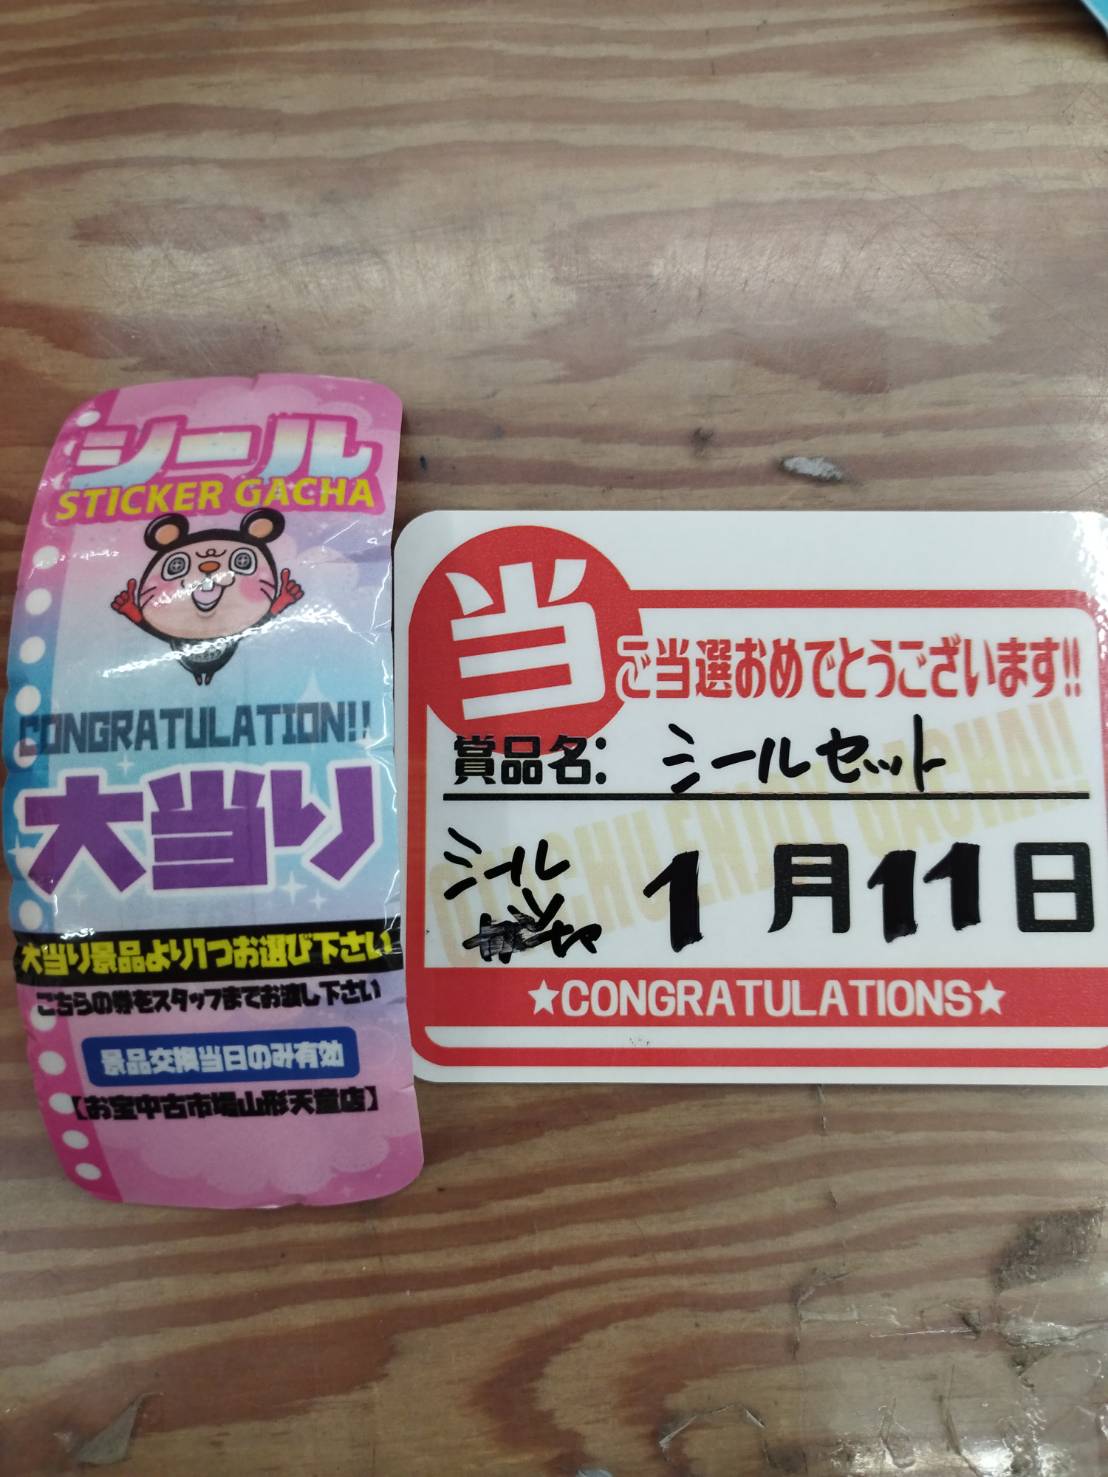 シール
STICKER GACHA
CONGRATULATION!!
大当り
大当り景品より1つお選び下さい
こちらの券をスタッフまでお渡し下さい
景品交換当日のみ有効
【お宝中古市場山形天童店】
当
ご当選おめでとうございます!!
賞品名: シールセット
シール
1月11日
★CONGRATULATIONS★